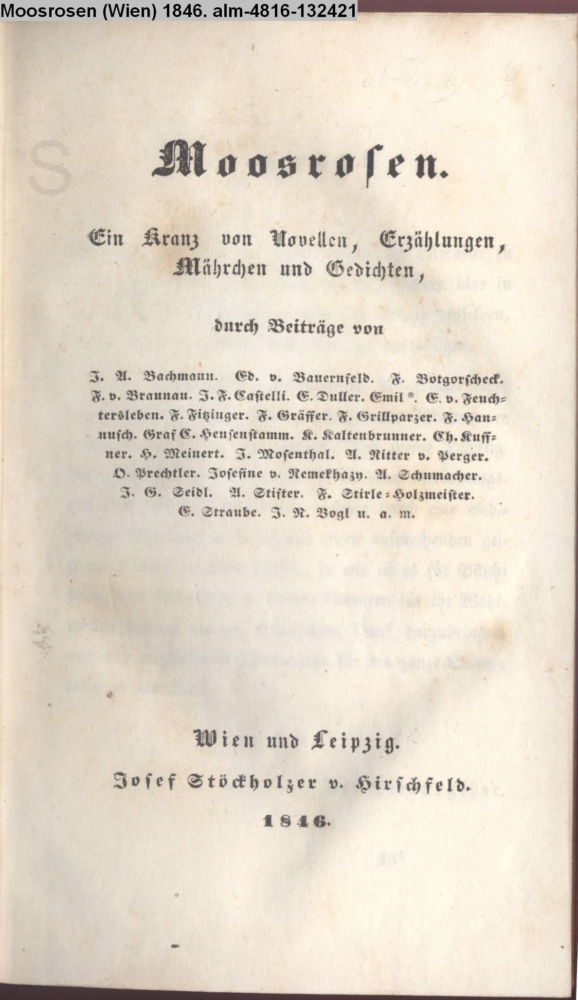 Moosrosen (Wien) 1846. alm-4816-132421
S
Moosrosen.
Ein Kranz von Novellen, Erzählungen,
Mährchen und Gedichten,
durch Beiträge von
J. A. Bachmann. Ed. v. Bauernfeld. F. Botgorscheck.
F. v. Braunau. J. F. Castelli. E. Duller. Emil*. E. v. Feuch-
tersleben. F. Fitzinger. F. Gräffer. F. Grillparzer. F. Han-
nusch. Graf C. Heusenstamm. K. Kaltenbrunner. Ch. Kuff-
ner. H. Meinert. J. Mosenthal. A. Ritter v. Perger.
O. Prechtler. Josefine v. Remekhazy. A. Schumacher.
J. G. Seidl. A. Stifter. F. Stirle-Holzmeister.
E. Straube. J. N. Vogl u. a. m.
Wien und Leipzig.
Josef Stöckholzer v. Hirschfeld.
1846.